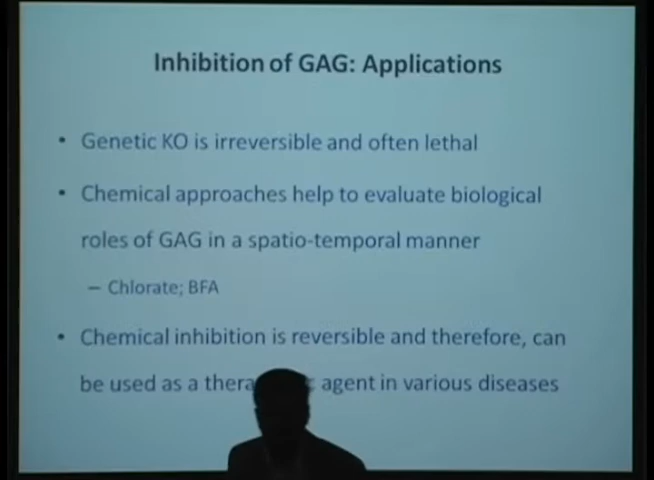 Inhibition of GAG: Applications
• Genetic KO is irreversible and often lethal
• Chemical approaches help to evaluate biological
roles of GAG in a spatio-temporal manner
– Chlorate; BFA
• Chemical inhibition is reversible and therefore, can
be used as a agent in various diseases